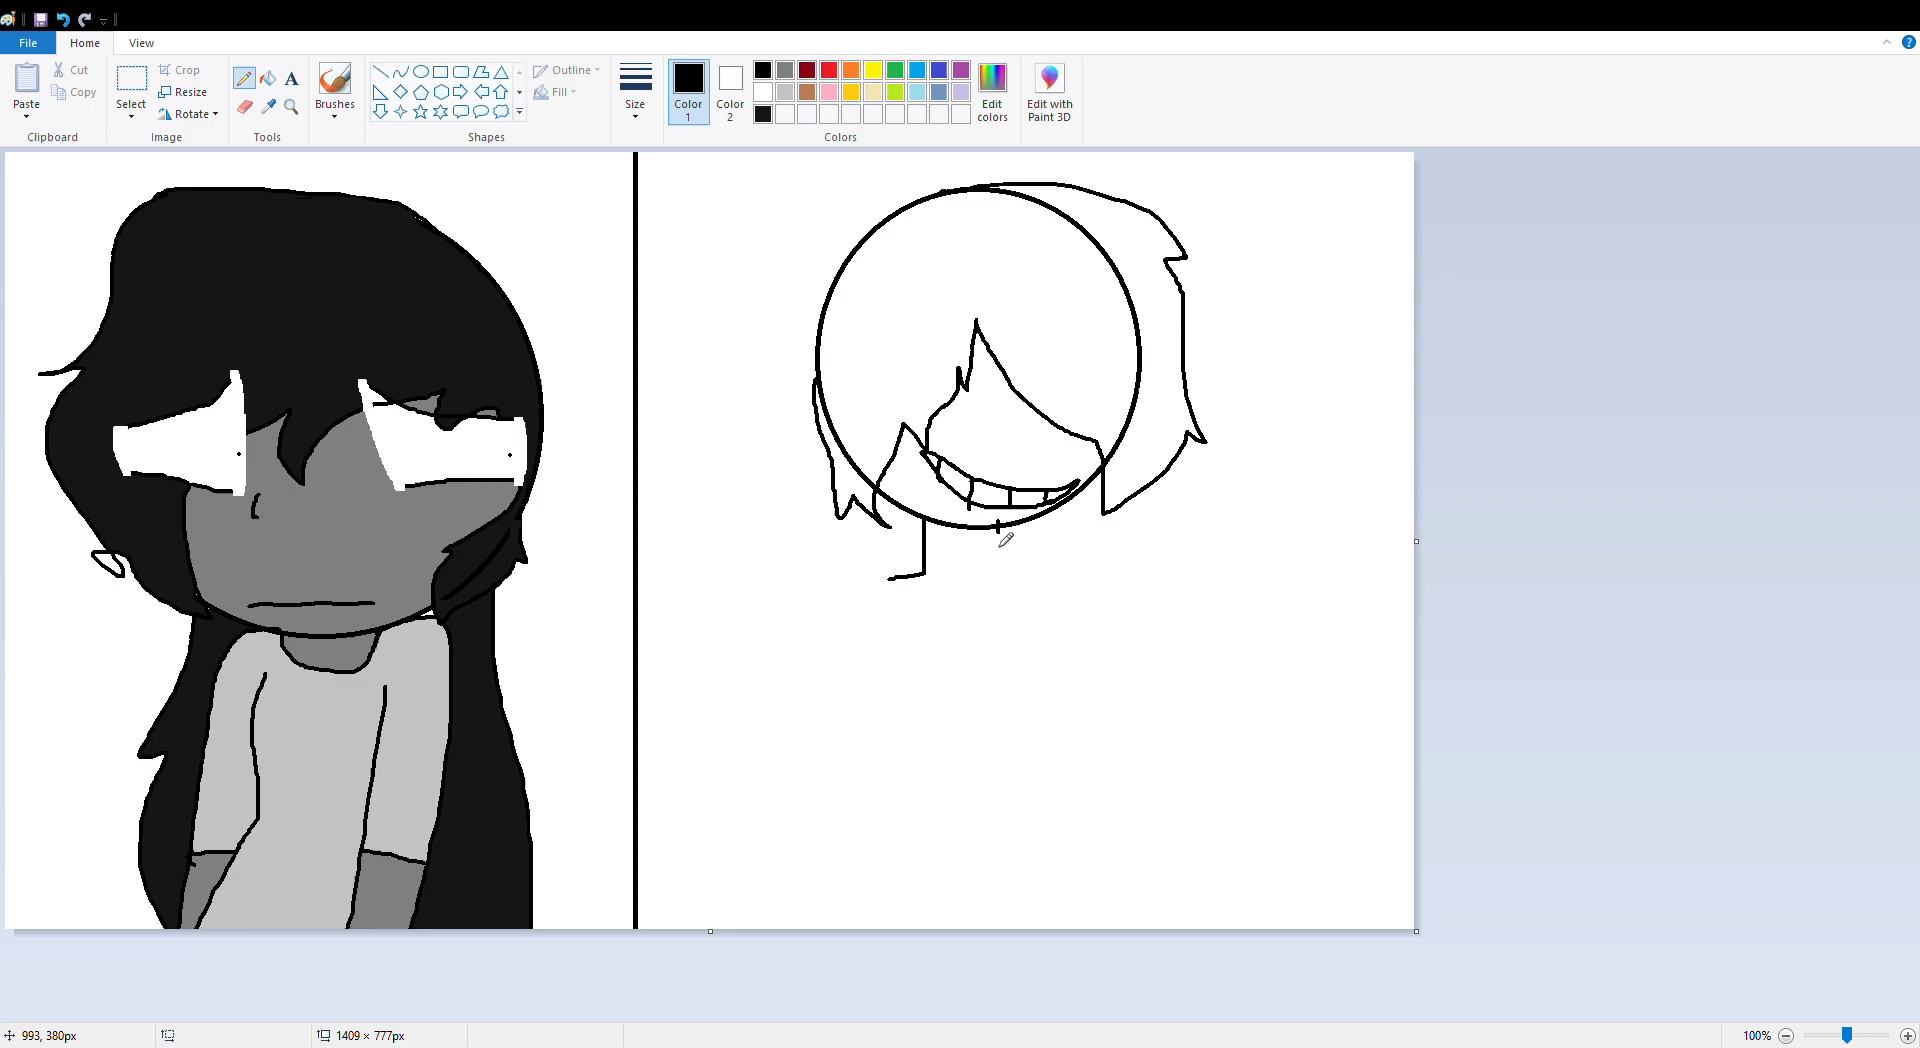 File Home View
Cut
Copy
Paste
Clipboard
Select
Crop
Resize
Rotate
Image
A
Tools
Brushes
Shapes
Outline
Fill
Size
Color 1
Color 2
Edit colors
Colors
Edit with Paint 3D
?
993, 380px
1409 × 777px
100%